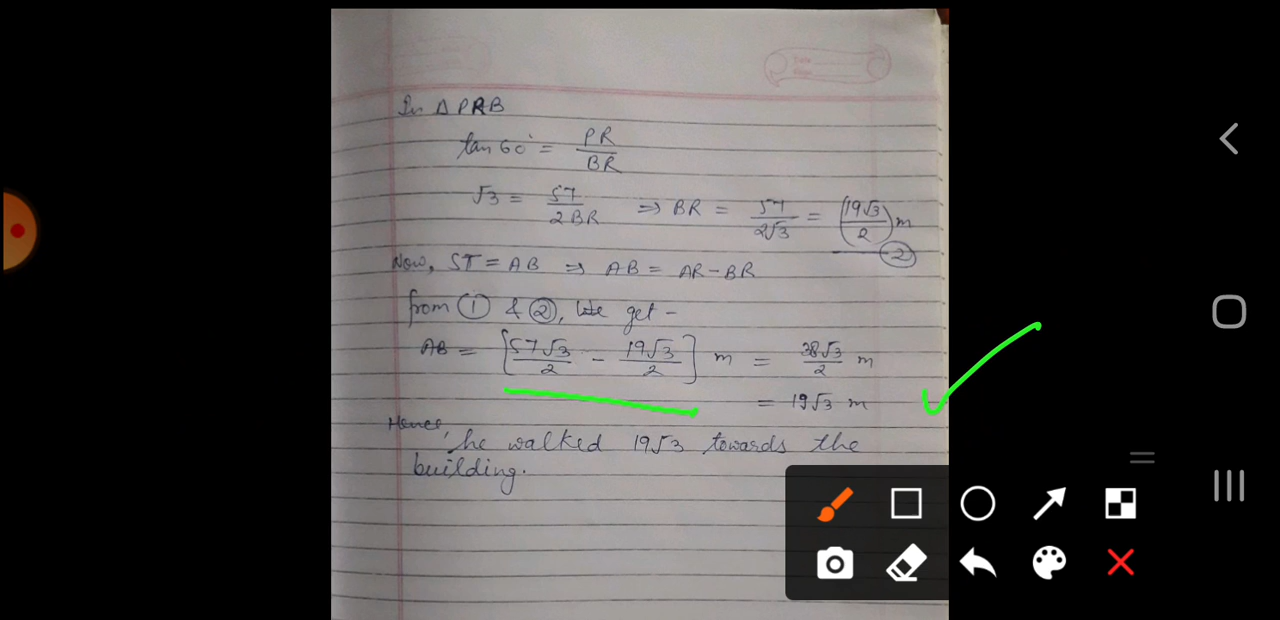 In Δ PRB
tan 60° = PR/BR
√3 = 57/2BR ⇒ BR = 57/2√3 = (19√3/2) m
②
Now, ST = AB ⇒ AB = AR - BR
from ① & ②, We get -
AB = [57√3/2 - 19√3/2] m = 38√3/2 m
= 19√3 m
Hence, he walked 19√3 towards the
building.